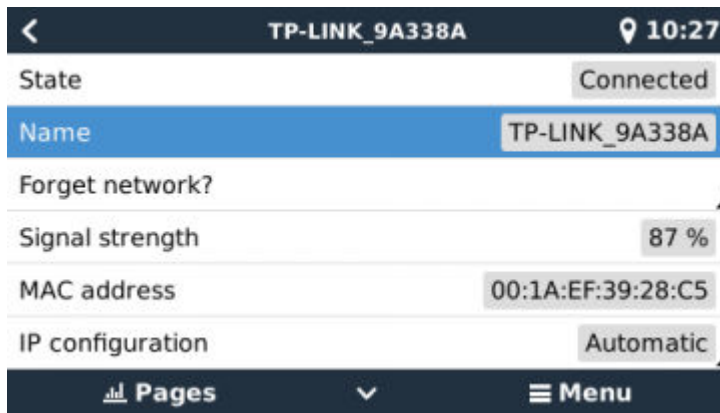 TP-LINK_9A338A 10:27
State Connected
Name TP-LINK_9A338A
Forget network?
Signal strength 87 %
MAC address 00:1A:EF:39:28:C5
IP configuration Automatic
Pages Menu